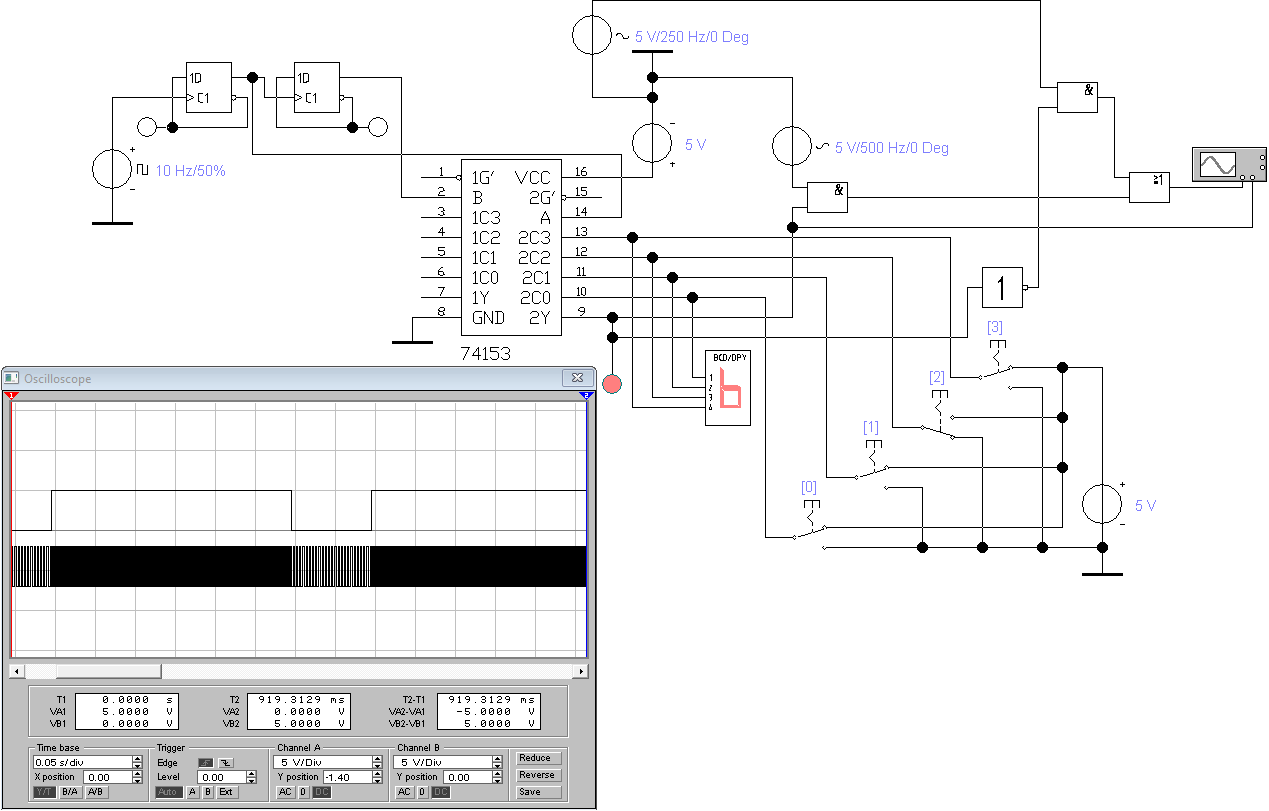 5 V/250 Hz/0 Deg
1D
C1
1D
C1
&
5 V
-
+
5 V/500 Hz/0 Deg
+
10 Hz/50%
-
&
≥1
1 1G' VCC 16
2 B 2G' 15
3 1C3 A 14
4 1C2 2C3 13
5 1C1 2C2 12
6 1C0 2C1 11
7 1Y 2C0 10
8 GND 2Y 9
74153
1
[3]
[2]
[1]
[0]
BCD/DPY
1
2
3
4
b
+
5 V
-
Oscilloscope
1
2
T1 0.0000 s T2 919.3129 ms T2-T1 919.3129 ms
VA1 5.0000 V VA2 0.0000 V VA2-VA1 -5.0000 V
VB1 0.0000 V VB2 5.0000 V VB2-VB1 5.0000 V
Time base Trigger Channel A Channel B
0.05 s/div Edge 5 V/Div 5 V/Div Reduce
X position 0.00 Level 0.00 Y position -1.40 Y position 0.00 Reverse
Y/T B/A A/B Auto A B Ext AC 0 DC AC 0 DC Save